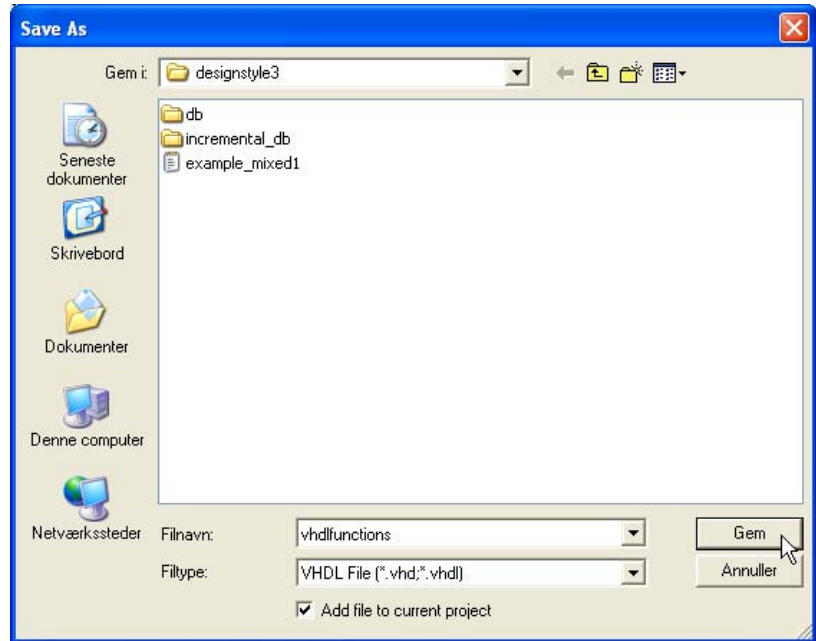 Save As
Gem i:
designstyle3
db
incremental_db
example_mixed1
Seneste
dokumenter
Skrivebord
Dokumenter
Denne computer
Netværkssteder
Filnavn:
vhdlfunctions
Gem
Filtype:
VHDL File (*.vhd;*.vhdl)
Annuller
Add file to current project